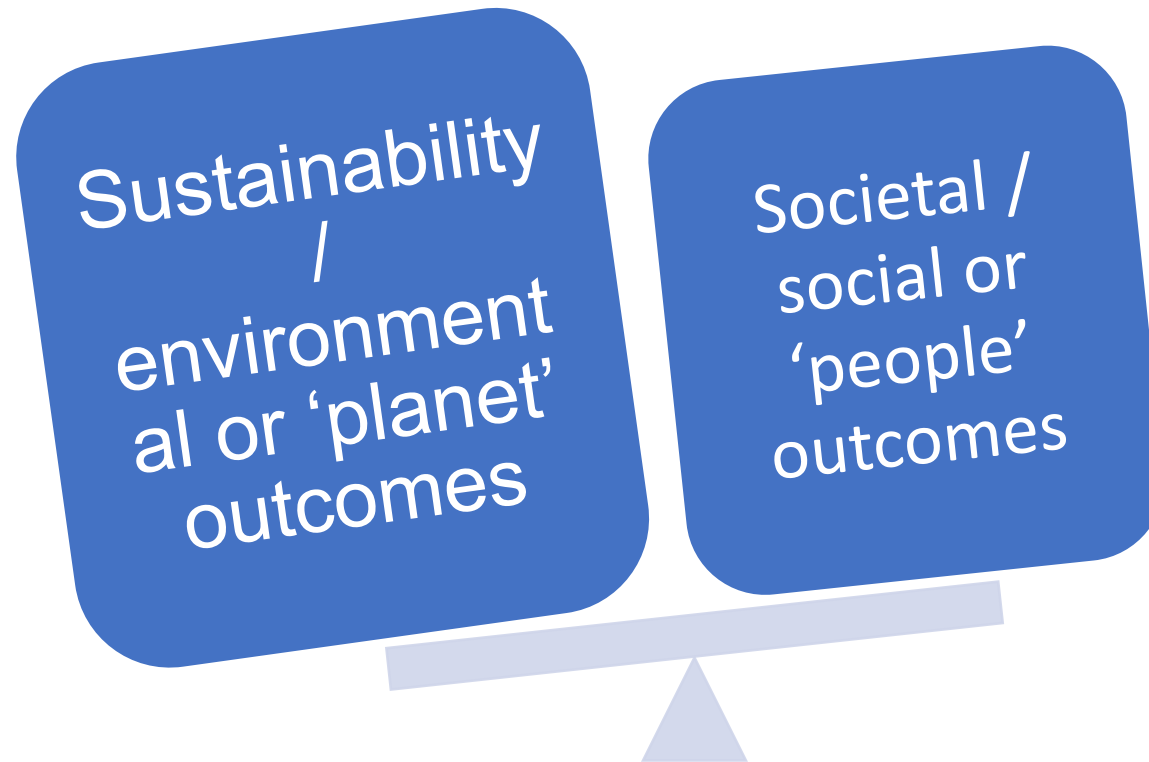 Sustainability
/
environment
al or ‘planet’
outcomes
Societal /
social or
‘people’
outcomes